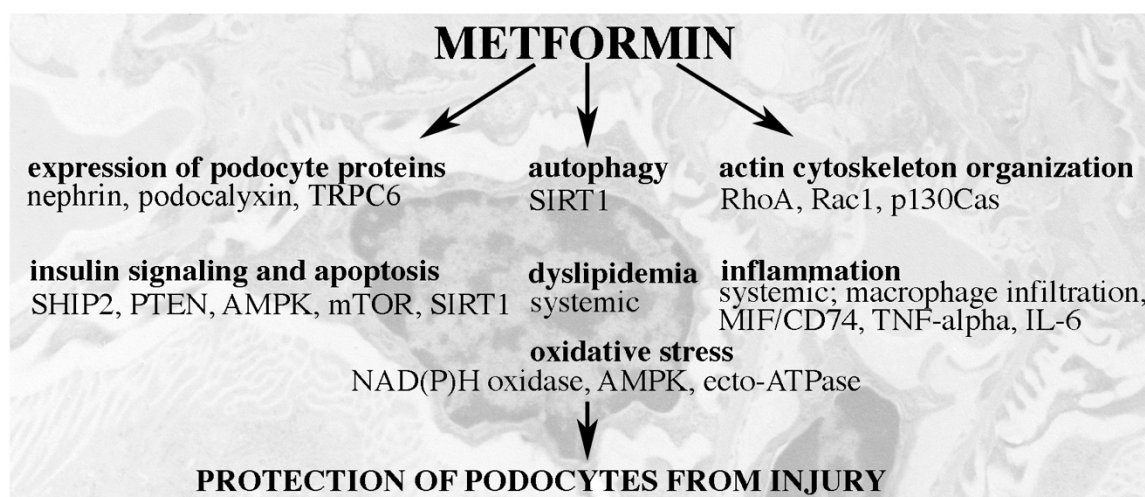 METFORMIN
expression of podocyte proteins
nephrin, podocalyxin, TRPC6
autophagy
SIRT1
actin cytoskeleton organization
RhoA, Rac1, p130Cas
insulin signaling and apoptosis
SHIP2, PTEN, AMPK, mTOR, SIRT1
dyslipidemia
systemic
inflammation
systemic; macrophage infiltration,
MIF/CD74, TNF-alpha, IL-6
oxidative stress
NAD(P)H oxidase, AMPK, ecto-ATPase
PROTECTION OF PODOCYTES FROM INJURY